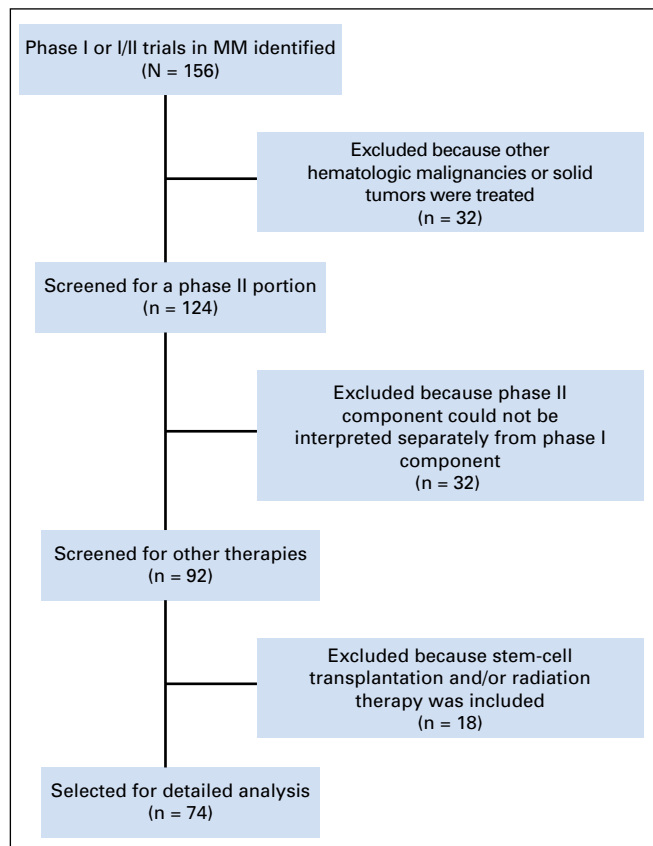 Phase I or I/II trials in MM identified
(N = 156)
Excluded because other
hematologic malignancies or solid
tumors were treated
(n = 32)
Screened for a phase II portion
(n = 124)
Excluded because phase II
component could not be
interpreted separately from phase I
component
(n = 32)
Screened for other therapies
(n = 92)
Excluded because stem-cell
transplantation and/or radiation
therapy was included
(n = 18)
Selected for detailed analysis
(n = 74)